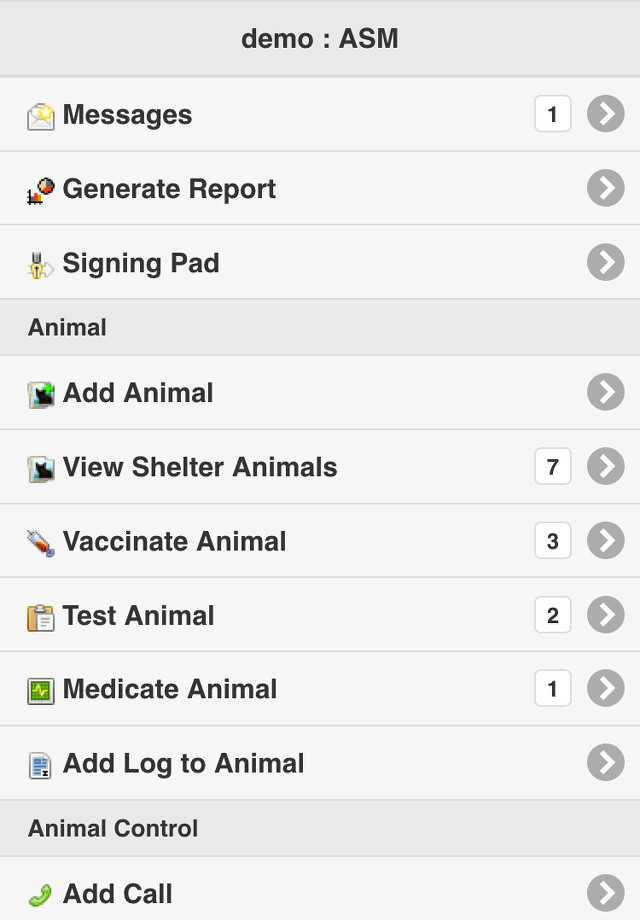 demo : ASM
Messages 1
Generate Report
Signing Pad
Animal
Add Animal
View Shelter Animals 7
Vaccinate Animal 3
Test Animal 2
Medicate Animal 1
Add Log to Animal
Animal Control
Add Call